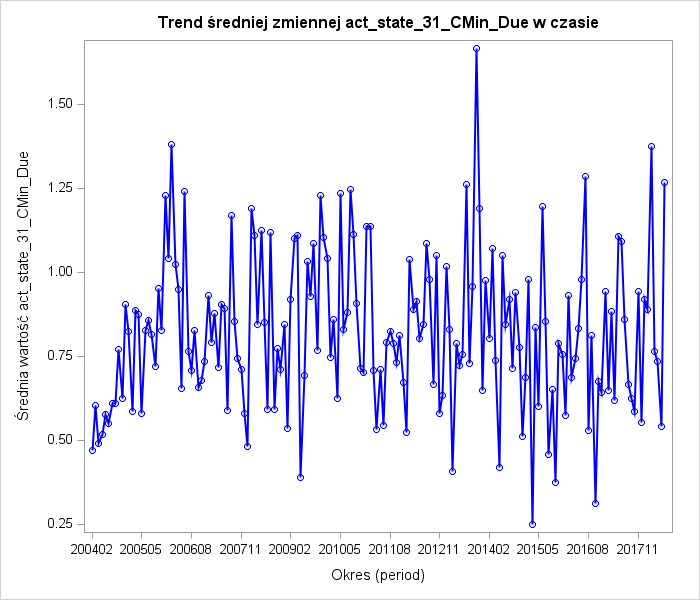 Trend średniej zmiennej act_state_31_CMin_Due w czasie
Średnia wartość act_state_31_CMin_Due
1.50
1.25
1.00
0.75
0.50
0.25
200402 200505 200608 200711 200902 201005 201108 201211 201402 201505 201608 201711
Okres (period)